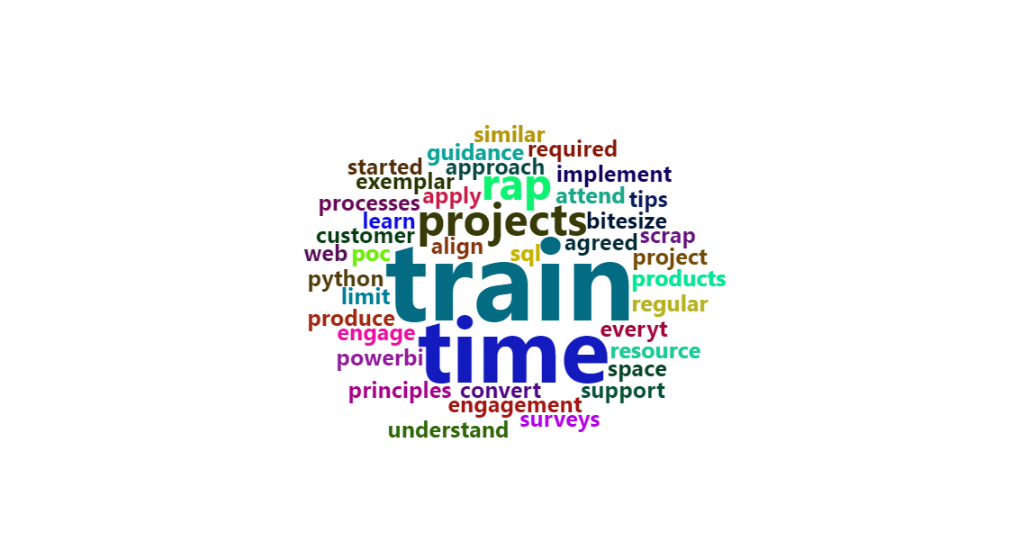 similar
guidance required
started approach implement
exemplar rap
processes apply attend tips
learn projects bitesize
customer align agreed scrap
web poc sql project
python train products
limit regular
produce time everyt
engage resource
powerbi space
principles convert support
engagement
surveys
understand